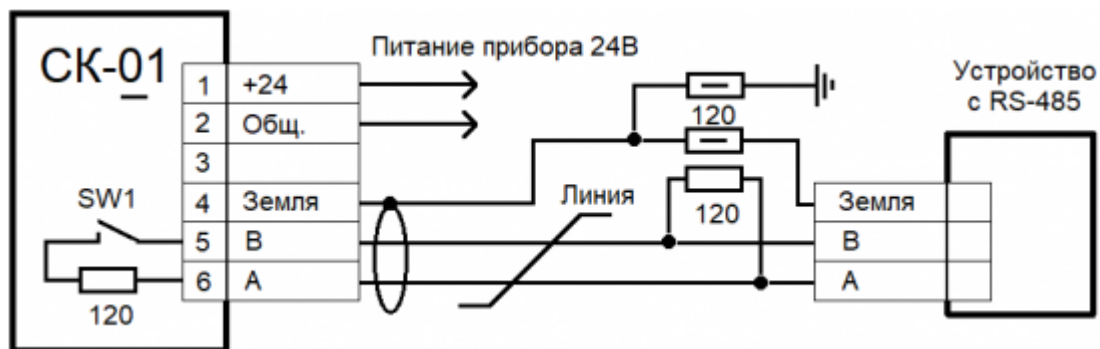 СК-01
Питание прибора 24В
Устройство
с RS-485
1 +24
2 Общ.
3
4 Земля
5 В
6 А
SW1
120
Линия
120
120
Земля
В
А